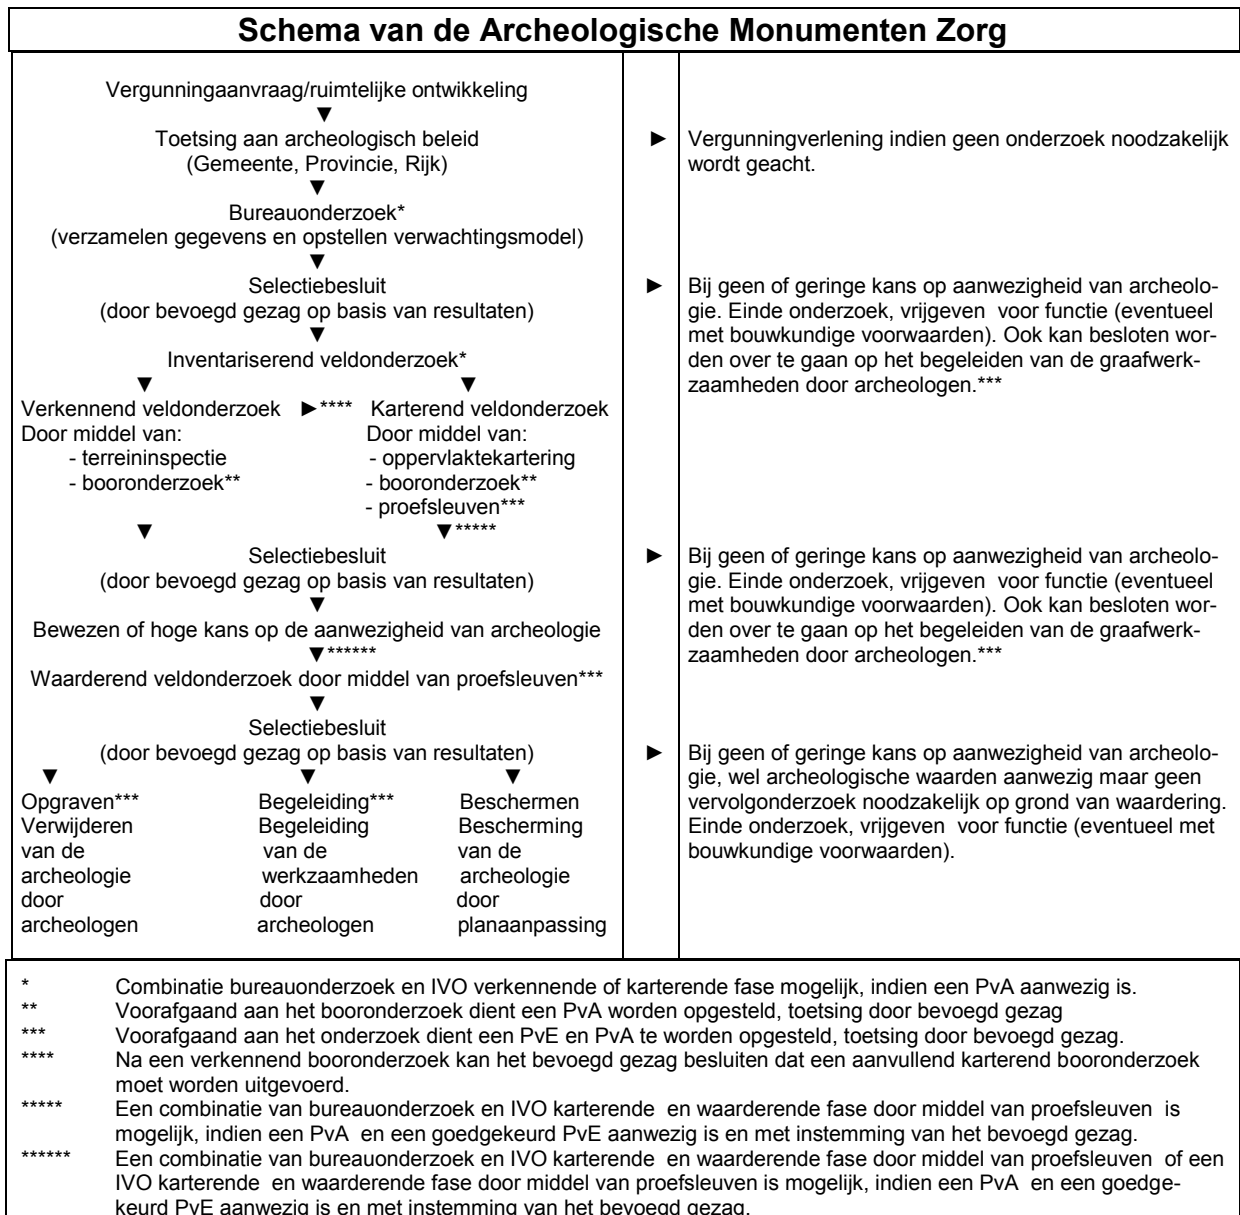 Schema van de Archeologische Monumenten Zorg
Vergunningaanvraag/ruimtelijke ontwikkeling
▼
Toetsing aan archeologisch beleid
(Gemeente, Provincie, Rijk)
▼
► Vergunningverlening indien geen onderzoek noodzakelijk
wordt geacht.
Bureauonderzoek*
(verzamelen gegevens en opstellen verwachtingsmodel)
▼
Selectiebesluit
(door bevoegd gezag op basis van resultaten)
▼
► Bij geen of geringe kans op aanwezigheid van archeolo-
gie. Einde onderzoek, vrijgeven voor functie (eventueel
met bouwkundige voorwaarden). Ook kan besloten wor-
den over te gaan op het begeleiden van de graafwerk-
zaamheden door archeologen.***
Inventariserend veldonderzoek*
▼ ▼
Verkennend veldonderzoek ►**** Karterend veldonderzoek
Door middel van: Door middel van:
- terreininspectie - oppervlaktekartering
- booronderzoek** - booronderzoek**
- proefsleuven***
▼ ▼*****
Selectiebesluit
(door bevoegd gezag op basis van resultaten)
▼
► Bij geen of geringe kans op aanwezigheid van archeolo-
gie. Einde onderzoek, vrijgeven voor functie (eventueel
met bouwkundige voorwaarden). Ook kan besloten wor-
den over te gaan op het begeleiden van de graafwerk-
zaamheden door archeologen.***
Bewezen of hoge kans op de aanwezigheid van archeologie
▼******
Waarderend veldonderzoek door middel van proefsleuven***
▼
Selectiebesluit
(door bevoegd gezag op basis van resultaten)
▼ ▼ ▼
► Bij geen of geringe kans op aanwezigheid van archeolo-
gie, wel archeologische waarden aanwezig maar geen
vervolgonderzoek noodzakelijk op grond van waardering.
Einde onderzoek, vrijgeven voor functie (eventueel met
bouwkundige voorwaarden).
Opgraven*** Begeleiding*** Beschermen
Verwijderen Begeleiding Bescherming
van de van de van de
archeologie werkzaamheden archeologie
door door door
archeologen archeologen planaanpassing
* Combinatie bureauonderzoek en IVO verkennende of karterende fase mogelijk, indien een PvA aanwezig is.
** Voorafgaand aan het booronderzoek dient een PvA worden opgesteld, toetsing door bevoegd gezag
*** Voorafgaand aan het onderzoek dient een PvE en PvA te worden opgesteld, toetsing door bevoegd gezag.
**** Na een verkennend booronderzoek kan het bevoegd gezag besluiten dat een aanvullend karterend booronderzoek
moet worden uitgevoerd.
***** Een combinatie van bureauonderzoek en IVO karterende en waarderende fase door middel van proefsleuven is
mogelijk, indien een PvA en een goedgekeurd PvE aanwezig is en met instemming van het bevoegd gezag.
****** Een combinatie van bureauonderzoek en IVO karterende en waarderende fase door middel van proefsleuven of een
IVO karterende en waarderende fase door middel van proefsleuven is mogelijk, indien een PvA en een goedge-
keurd PvE aanwezig is en met instemming van het bevoegd gezag.